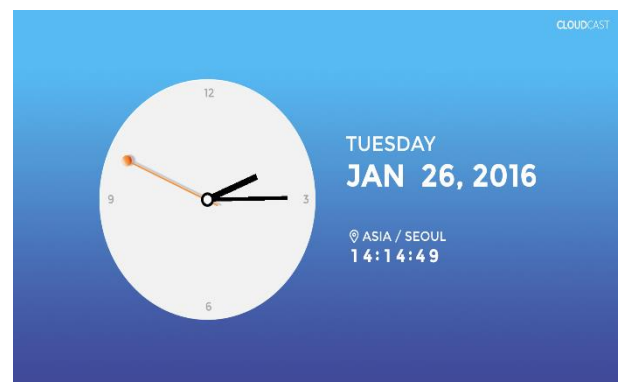 CLOUDCAST
12
9
3
6
TUESDAY
JAN 26, 2016
ASIA / SEOUL
14:14:49